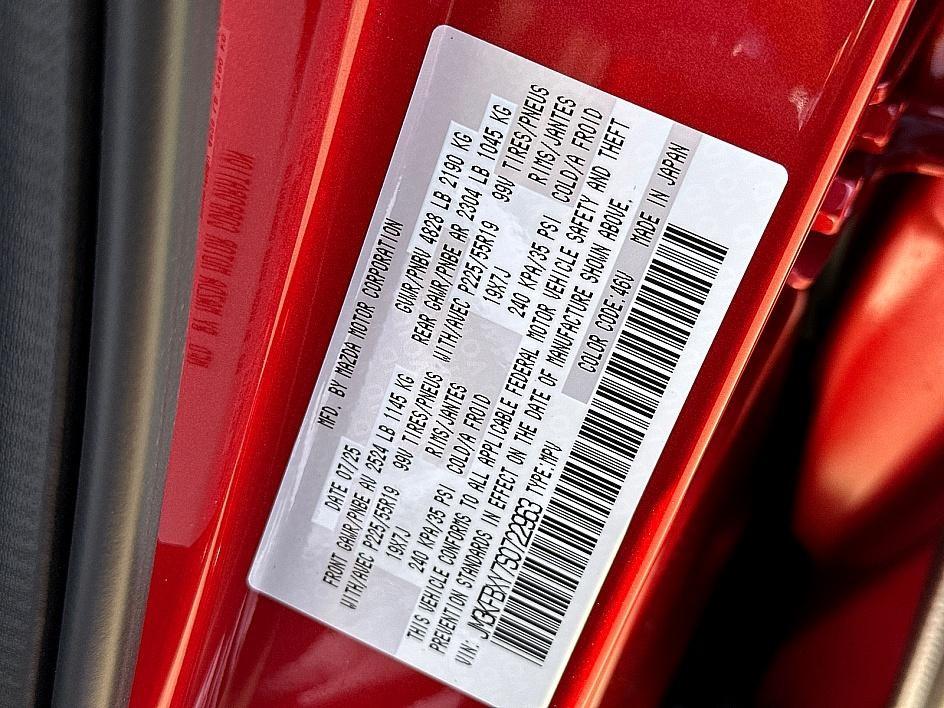 MFD. BY MAZDA MOTOR CORPORATION
DATE 07/25 GVWR/PNBV 4828 LB 2190 KG
FRONT GAWR/PNBE AV 2524 LB 1145 KG REAR GAWR/PNBE AR 2304 LB 1045 KG
WITH/AVEC P225/55R19 99V TIRES/PNEUS WITH/AVEC P225/55R19 99V TIRES/PNEUS
19X7J RIMS/JANTES 19X7J RIMS/JANTES
240 KPA/35 PSI COLD/A FROID 240 KPA/35 PSI COLD/A FROID
THIS VEHICLE CONFORMS TO ALL APPLICABLE FEDERAL MOTOR VEHICLE SAFETY AND THEFT
PREVENTION STANDARDS IN EFFECT ON THE DATE OF MANUFACTURE SHOWN ABOVE.
VIN: JM3KFBXY7S0722963 TYPE:MPV COLOR CODE:46V MADE IN JAPAN